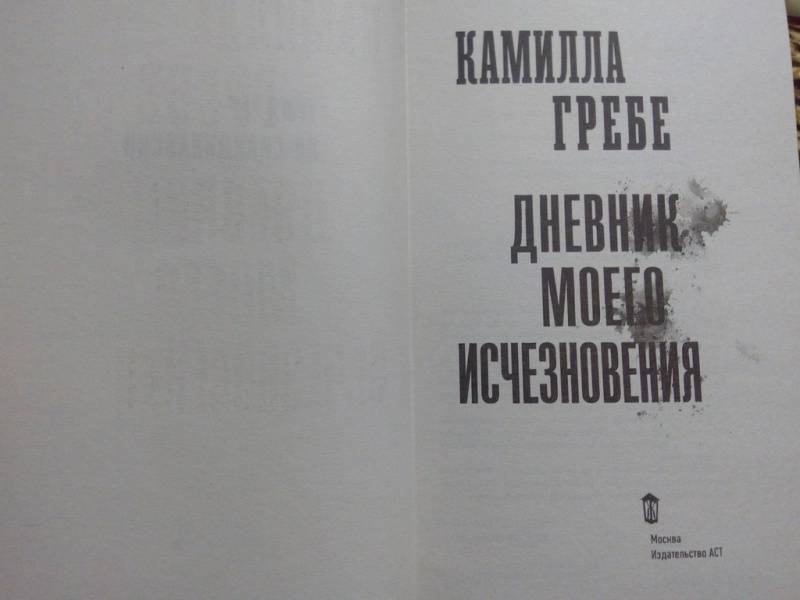 КАМИЛЛА
ГРЕБЕ
ДНЕВНИК
МОЕГО
ИСЧЕЗНОВЕНИЯ
Москва
Издательство АСТ